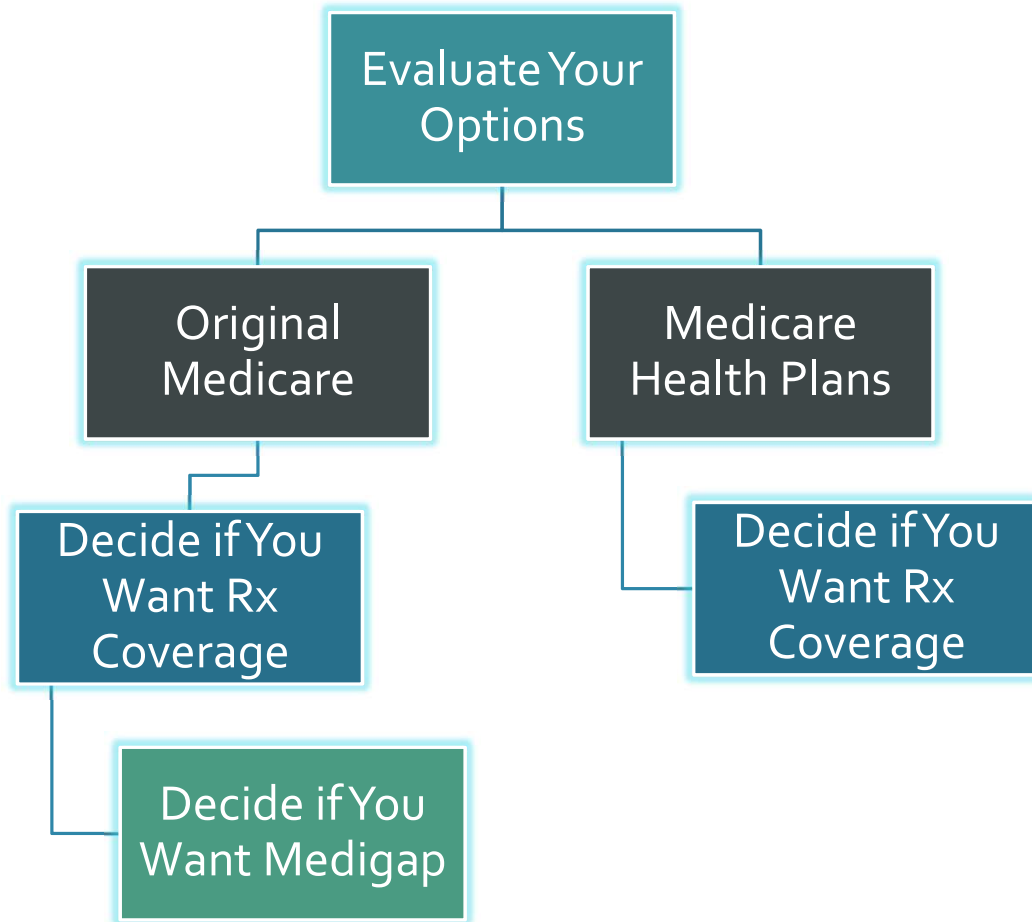 Evaluate Your
Options
Original
Medicare
Medicare
Health Plans
Decide if You
Want Rx
Coverage
Decide if You
Want Rx
Coverage
Decide if You
Want Medigap